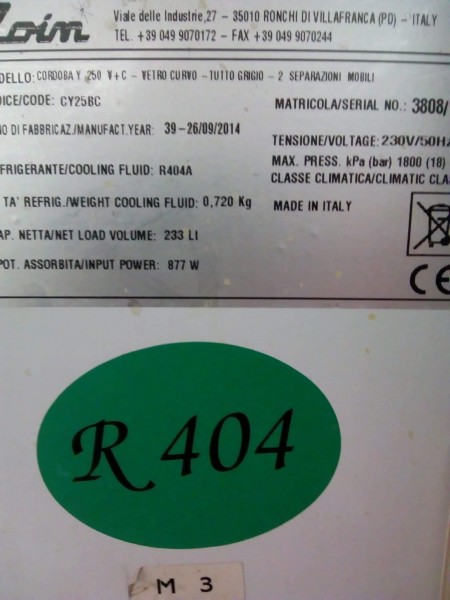 Zoin
Viale delle Industrie,27 - 35010 RONCHI DI VILLAFRANCA (PD) - ITALY
TEL. +39 049 9070172 - FAX +39 049 9070244
DELLO: CORDOBA Y 250 V+C - VETRO CURVO - TUTTO GRIGIO - 2 SEPARAZIONI MOBILI
DICE/CODE: CY25BC
MATRICOLA/SERIAL NO.: 3808/
NO DI FABBRICAZ./MANUFACT.YEAR: 39-26/09/2014
TENSIONE/VOLTAGE: 230V/50H
FRIGERANTE/COOLING FLUID: R404A
MAX. PRESS. kPa (bar) 1800 (18)
CLASSE CLIMATICA/CLIMATIC CLA
TA' REFRIG./WEIGHT COOLING FLUID: 0,720 Kg
MADE IN ITALY
AP. NETTA/NET LOAD VOLUME: 233 LI
POT. ASSORBITA/INPUT POWER: 877 W
CE
R 404
M 3